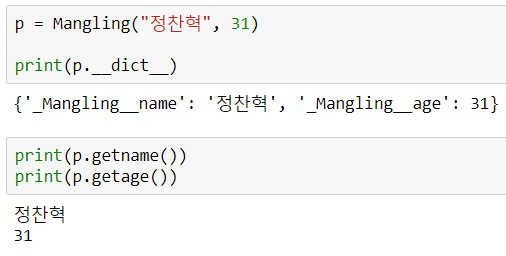 p = Mangling("정찬혁", 31)
print(p.__dict__)
{'_Mangling__name': '정찬혁', '_Mangling__age': 31}
print(p.getname())
print(p.getage())
정찬혁
31